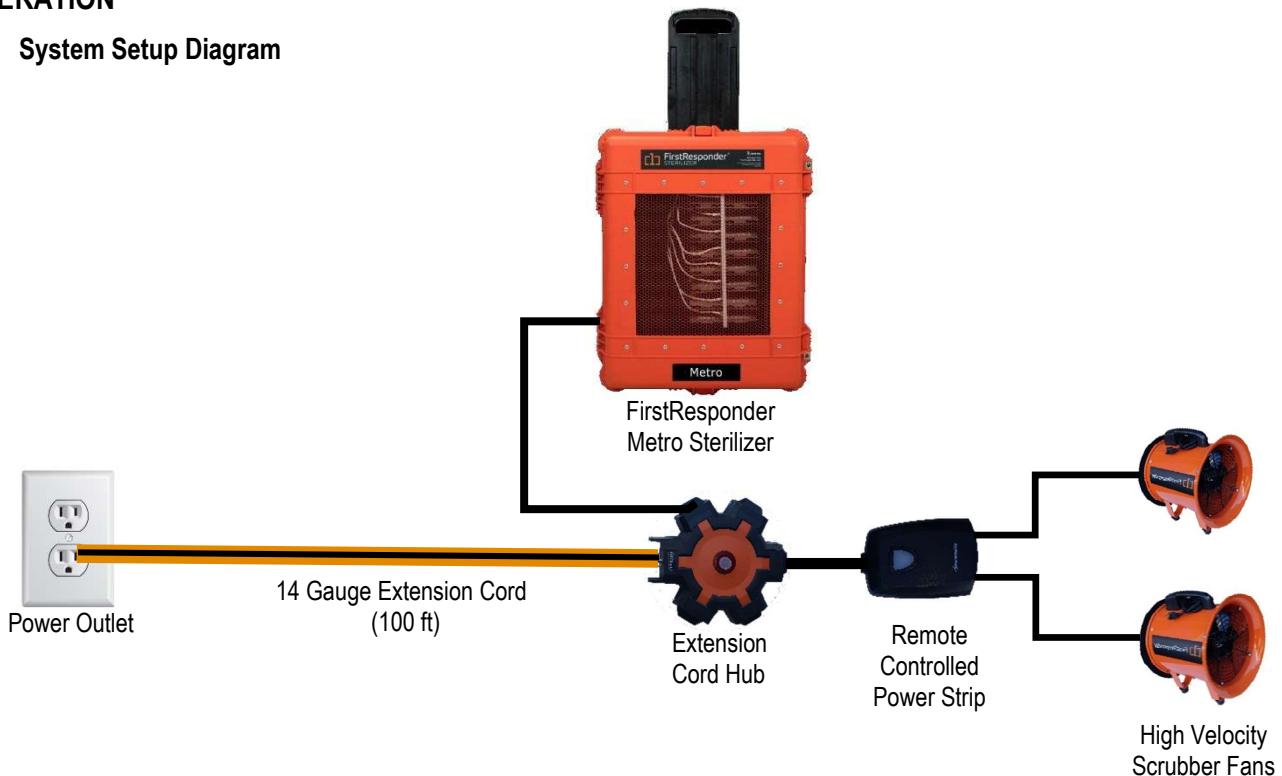 ERATION
System Setup Diagram
FirstResponder
STERILIZER
Metro
FirstResponder
Metro Sterilizer
Power Outlet
14 Gauge Extension Cord
(100 ft)
Extension
Cord Hub
Remote
Controlled
Power Strip
High Velocity
Scrubber Fans